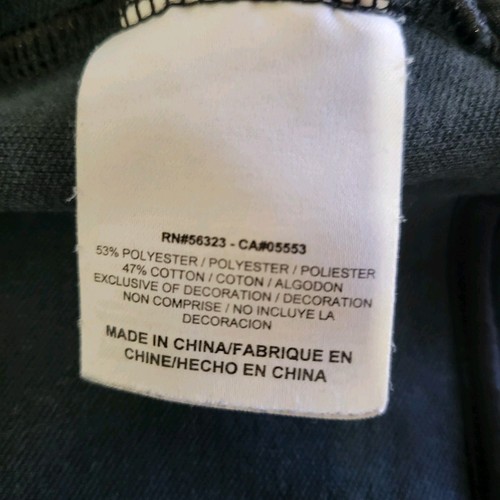 RN#56323 - CA#05553
53% POLYESTER / POLYESTER / POLIESTER
47% COTTON / COTON / ALGODON
EXCLUSIVE OF DECORATION / DECORATION
NON COMPRISE / NO INCLUYE LA
DECORACION
MADE IN CHINA/FABRIQUE EN
CHINE/HECHO EN CHINA